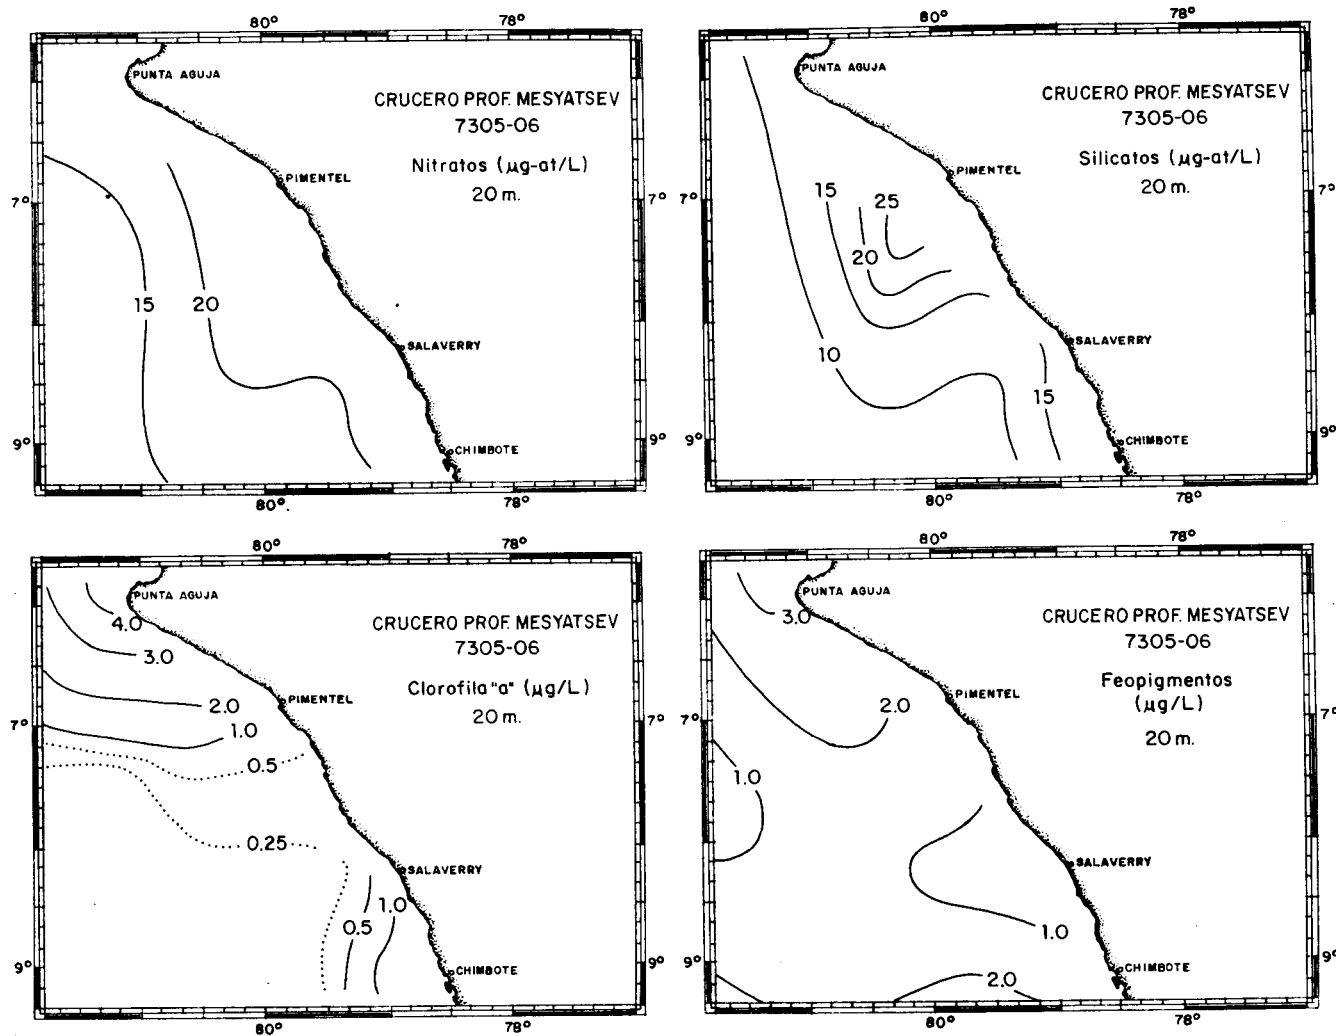 80° 78°
PUNTA AGUJA
CRUCERO PROF. MESYATSEV
7305-06
Nitratos (µg-at/L)
20 m.
PIMENTEL
7° 7°
15 20
SALAVERRY
9° 9°
CHIMBOTE
80° 78°
80° 78°
PUNTA AGUJA
CRUCERO PROF. MESYATSEV
7305-06
Silicatos (µg-at/L)
20 m.
PIMENTEL
7° 7°
15 25
20
10
SALAVERRY
15
9° 9°
CHIMBOTE
80° 78°
80° 78°
PUNTA AGUJA
4.0
CRUCERO PROF. MESYATSEV
7305-06
3.0
Clorofila "a" (µg/L)
20 m.
PIMENTEL
2.0
7° 7°
1.0
0.5
0.25
SALAVERRY
1.0
0.5
9° 9°
CHIMBOTE
80° 78°
80° 78°
PUNTA AGUJA
3.0
CRUCERO PROF. MESYATSEV
7305-06
Feopigmentos
(µg/L)
20 m.
PIMENTEL
2.0
7° 7°
1.0
SALAVERRY
1.0
9° 9°
CHIMBOTE
2.0
80° 78°